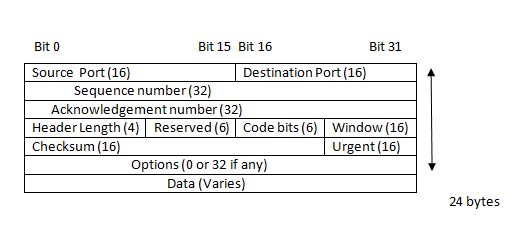 Bit 0 Bit 15 Bit 16 Bit 31
Source Port (16) Destination Port (16)
Sequence number (32)
Acknowledgement number (32)
Header Length (4) Reserved (6) Code bits (6) Window (16)
Checksum (16) Urgent (16)
Options (0 or 32 if any)
Data (Varies)
24 bytes